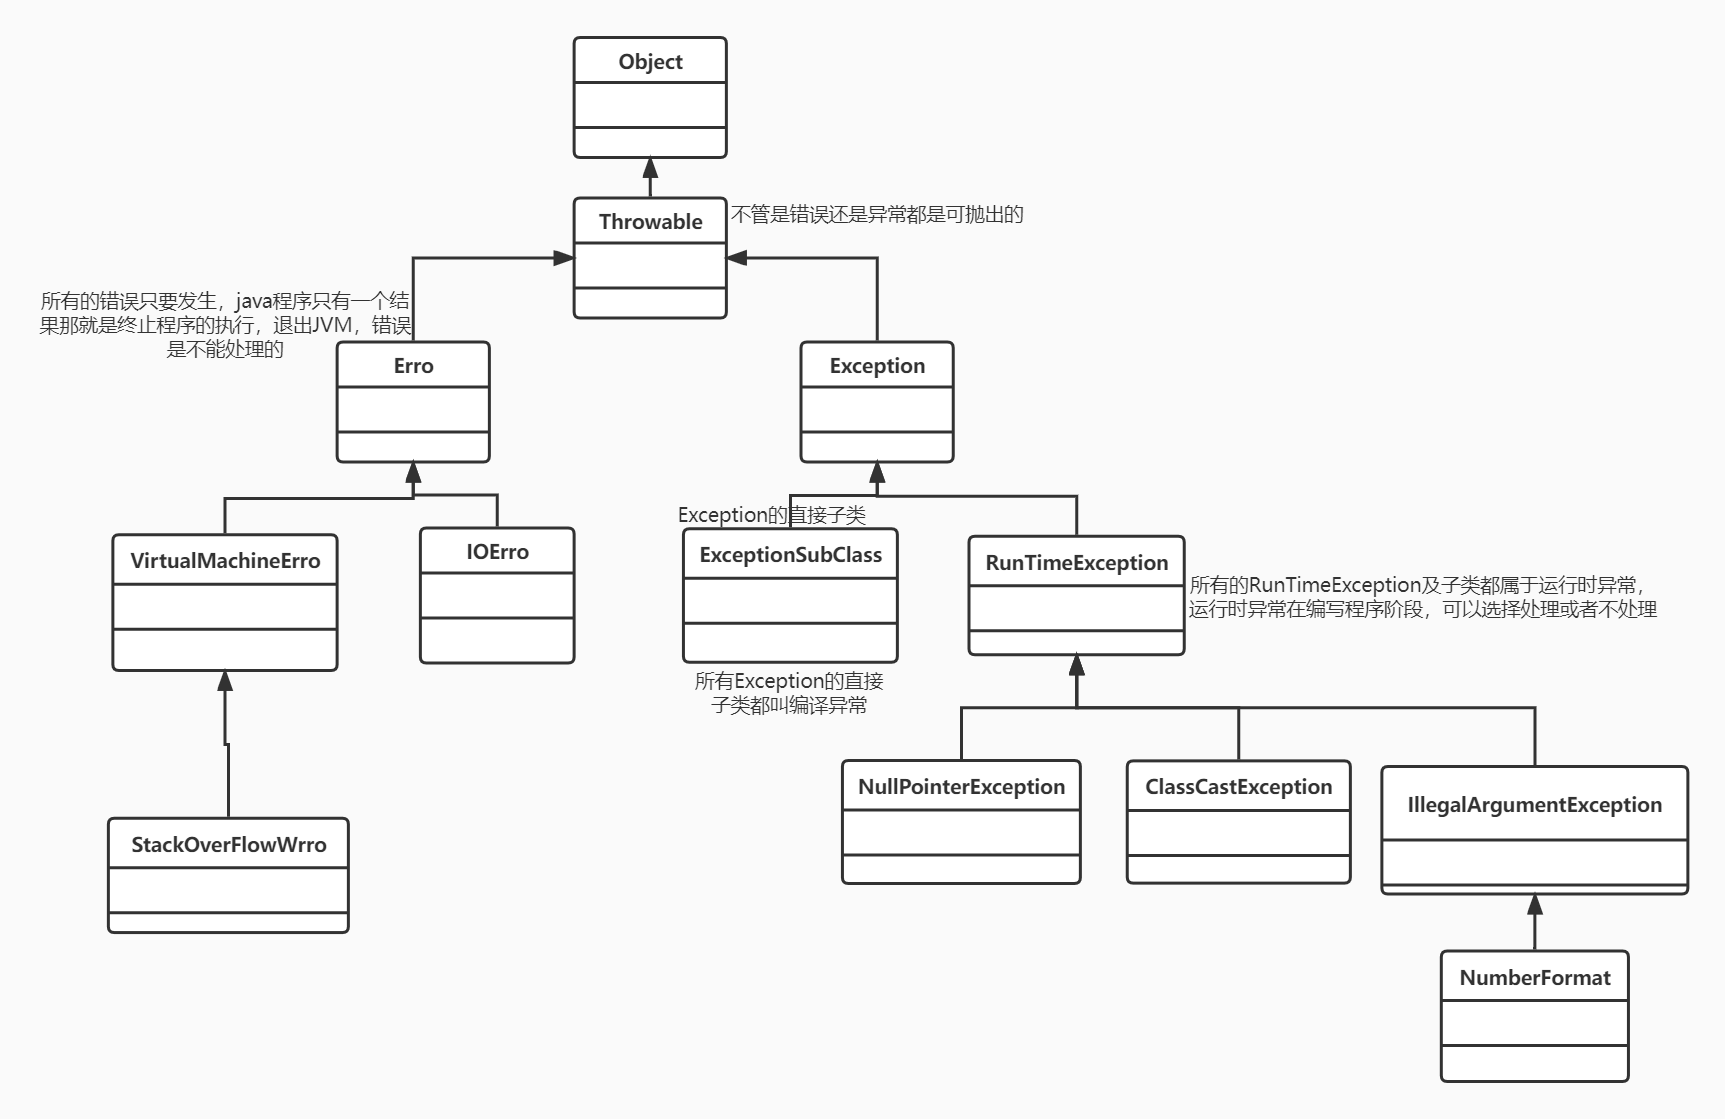 Object
Throwable
不管是错误还是异常都是可抛出的
所有的错误只要发生，java程序只有一个结
果那就是终止程序的执行，退出JVM，错误
是不能处理的
Erro
Exception
Exception的直接子类
VirtualMachineErro
IOErro
ExceptionSubClass
RunTimeException
所有的RunTimeException及子类都属于运行时异常，
运行时异常在编写程序阶段，可以选择处理或者不处理
所有Exception的直接
子类都叫编译异常
NullPointerException
ClassCastException
IllegalArgumentException
StackOverFlowWrro
NumberFormat